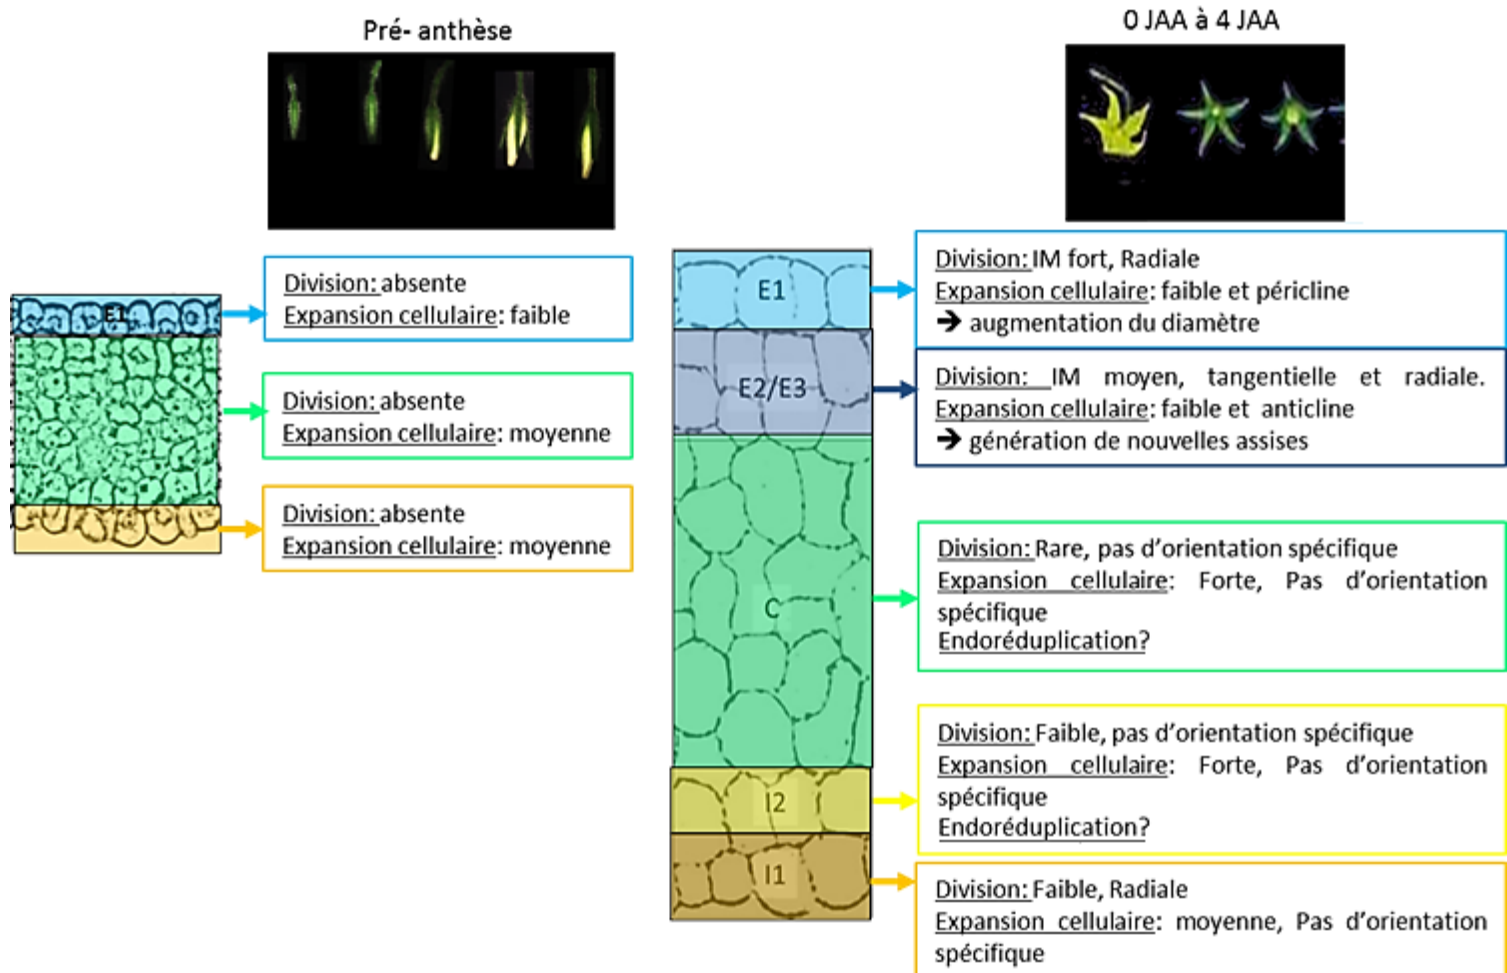 Pré- anthèse
E1
Division: absente
Expansion cellulaire: faible
Division: absente
Expansion cellulaire: moyenne
Division: absente
Expansion cellulaire: moyenne
0 JAA à 4 JAA
E1
E2/E3
C
I2
I1
Division: IM fort, Radiale
Expansion cellulaire: faible et péricline
➔ augmentation du diamètre
Division: IM moyen, tangentielle et radiale.
Expansion cellulaire: faible et anticline
➔ génération de nouvelles assises
Division: Rare, pas d'orientation spécifique
Expansion cellulaire: Forte, Pas d'orientation
spécifique
Endoréduplication?
Division: Faible, pas d'orientation spécifique
Expansion cellulaire: Forte, Pas d'orientation
spécifique
Endoréduplication?
Division: Faible, Radiale
Expansion cellulaire: moyenne, Pas d'orientation
spécifique